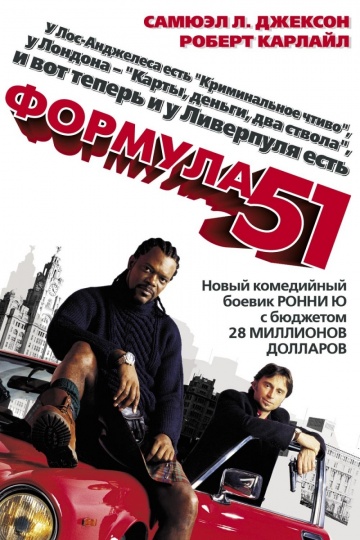 САМЮЭЛ Л. ДЖЕКСОН
РОБЕРТ КАРЛАЙЛ
У Лос-Анджелеса есть "Криминальное чтиво",
у Лондона – "Карты, деньги, два ствола",
и вот теперь и у Ливерпуля есть
ФОРМУЛА
51
Новый комедийный
боевик РОННИ Ю
с бюджетом
28 МИЛЛИОНОВ
ДОЛЛАРОВ